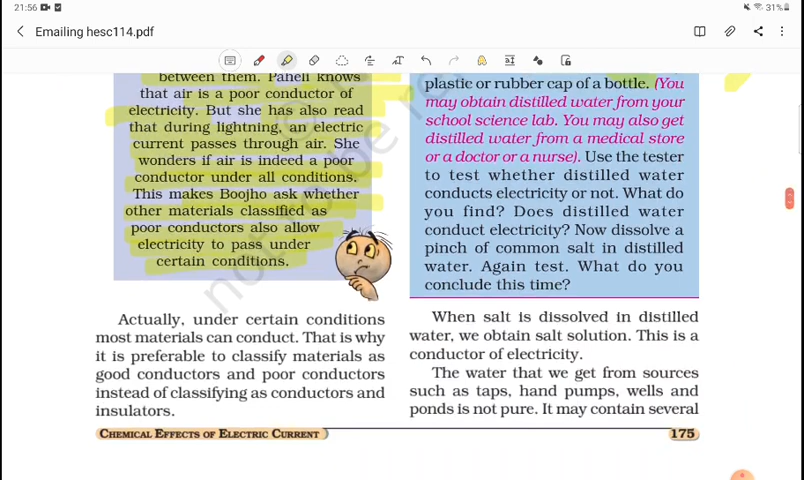 21:56
31%
Emailing hesc114.pdf
between them. Paheli knows
that air is a poor conductor of
electricity. But she has also read
that during lightning, an electric
current passes through air. She
wonders if air is indeed a poor
conductor under all conditions.
This makes Boojho ask whether
other materials classified as
poor conductors also allow
electricity to pass under
certain conditions.
Actually, under certain conditions
most materials can conduct. That is why
it is preferable to classify materials as
good conductors and poor conductors
instead of classifying as conductors and
insulators.
plastic or rubber cap of a bottle. (You
may obtain distilled water from your
school science lab. You may also get
distilled water from a medical store
or a doctor or a nurse). Use the tester
to test whether distilled water
conducts electricity or not. What do
you find? Does distilled water
conduct electricity? Now dissolve a
pinch of common salt in distilled
water. Again test. What do you
conclude this time?
When salt is dissolved in distilled
water, we obtain salt solution. This is a
conductor of electricity.
The water that we get from sources
such as taps, hand pumps, wells and
ponds is not pure. It may contain several
CHEMICAL EFFECTS OF ELECTRIC CURRENT
175
not to be re